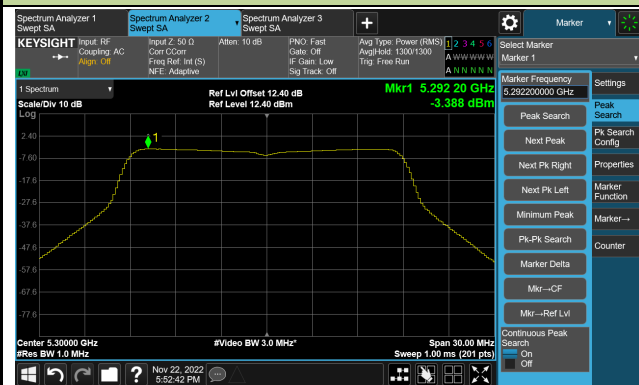 Spectrum Analyzer 1
Swept SA
Spectrum Analyzer 2
Swept SA
Spectrum Analyzer 3
Swept SA
Marker
KEYSIGHT
Input: RF
Coupling: AC
Align: Off
Input Z: 50 Ω
Corr CCorr
Freq Ref: Int (S)
NFE: Adaptive
Atten: 10 dB
PNO: Fast
Gate: Off
IF Gain: Low
Sig Track: Off
Avg Type: Power (RMS)
Avg|Hold: 1300/1300
Trig: Free Run
1 2 3 4 5 6
A W W W W W
A N N N N N
Select Marker
Marker 1
LXI
1 Spectrum
Scale/Div 10 dB
Log
Ref Lvl Offset 12.40 dB
Ref Level 12.40 dBm
Mkr1 5.292 20 GHz
-3.388 dBm
1
2.40
-7.60
-17.6
-27.6
-37.6
-47.6
-57.6
-67.6
-77.6
Center 5.30000 GHz
#Res BW 1.0 MHz
#Video BW 3.0 MHz*
Span 30.00 MHz
Sweep 1.00 ms (201 pts)
Marker Frequency
5.292200000 GHz
Peak Search
Next Peak
Next Pk Right
Next Pk Left
Minimum Peak
Pk-Pk Search
Marker Delta
Mkr→CF
Mkr→Ref Lvl
Continuous Peak
Search
On
Off
Settings
Peak
Search
Pk Search
Config
Properties
Marker
Function
Marker→
Counter
Nov 22, 2022
5:52:42 PM